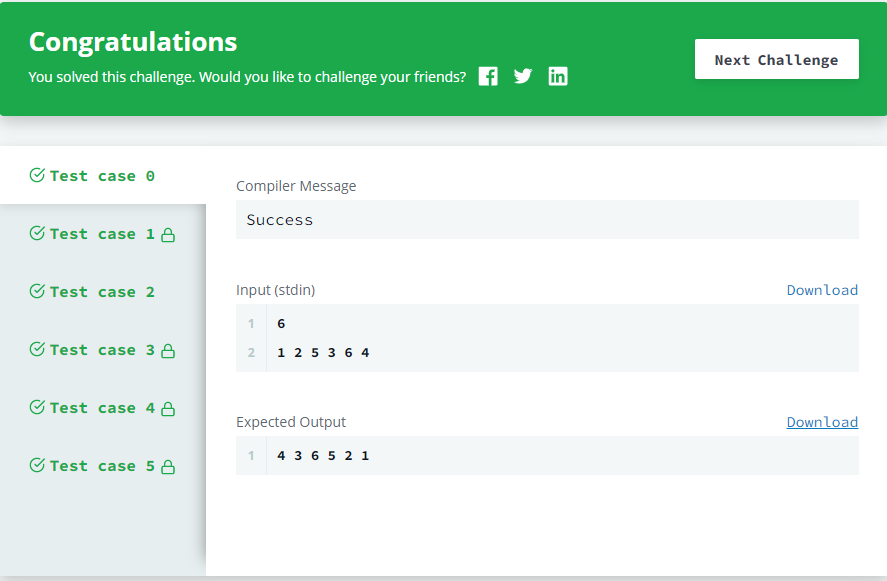 Congratulations
You solved this challenge. Would you like to challenge your friends?
Next Challenge
Test case 0
Test case 1
Test case 2
Test case 3
Test case 4
Test case 5
Compiler Message
Success
Input (stdin)
Download
1 6
2 1 2 5 3 6 4
Expected Output
Download
1 4 3 6 5 2 1